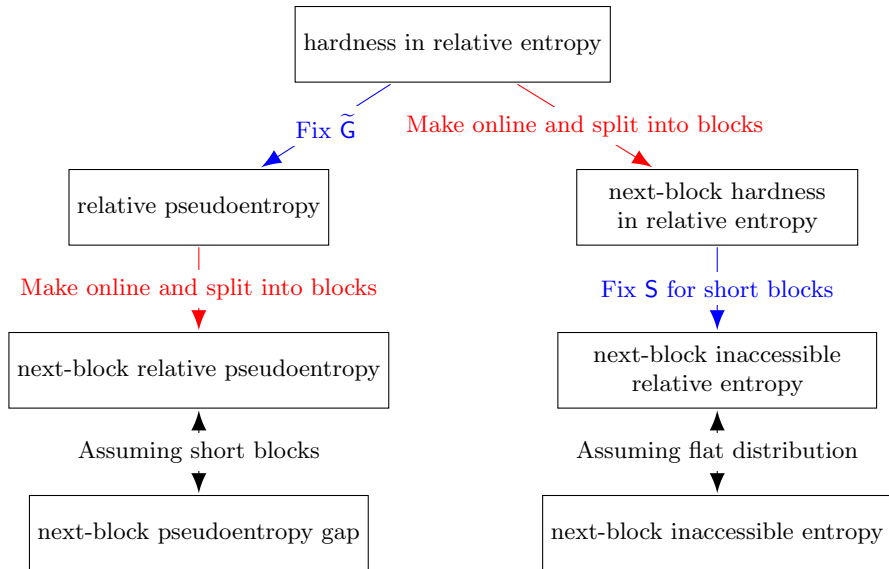 hardness in relative entropy
Fix G̃
Make online and split into blocks
relative pseudoentropy
next-block hardness
in relative entropy
Make online and split into blocks
Fix S for short blocks
next-block relative pseudoentropy
next-block inaccessible
relative entropy
Assuming short blocks
Assuming flat distribution
next-block pseudoentropy gap
next-block inaccessible entropy